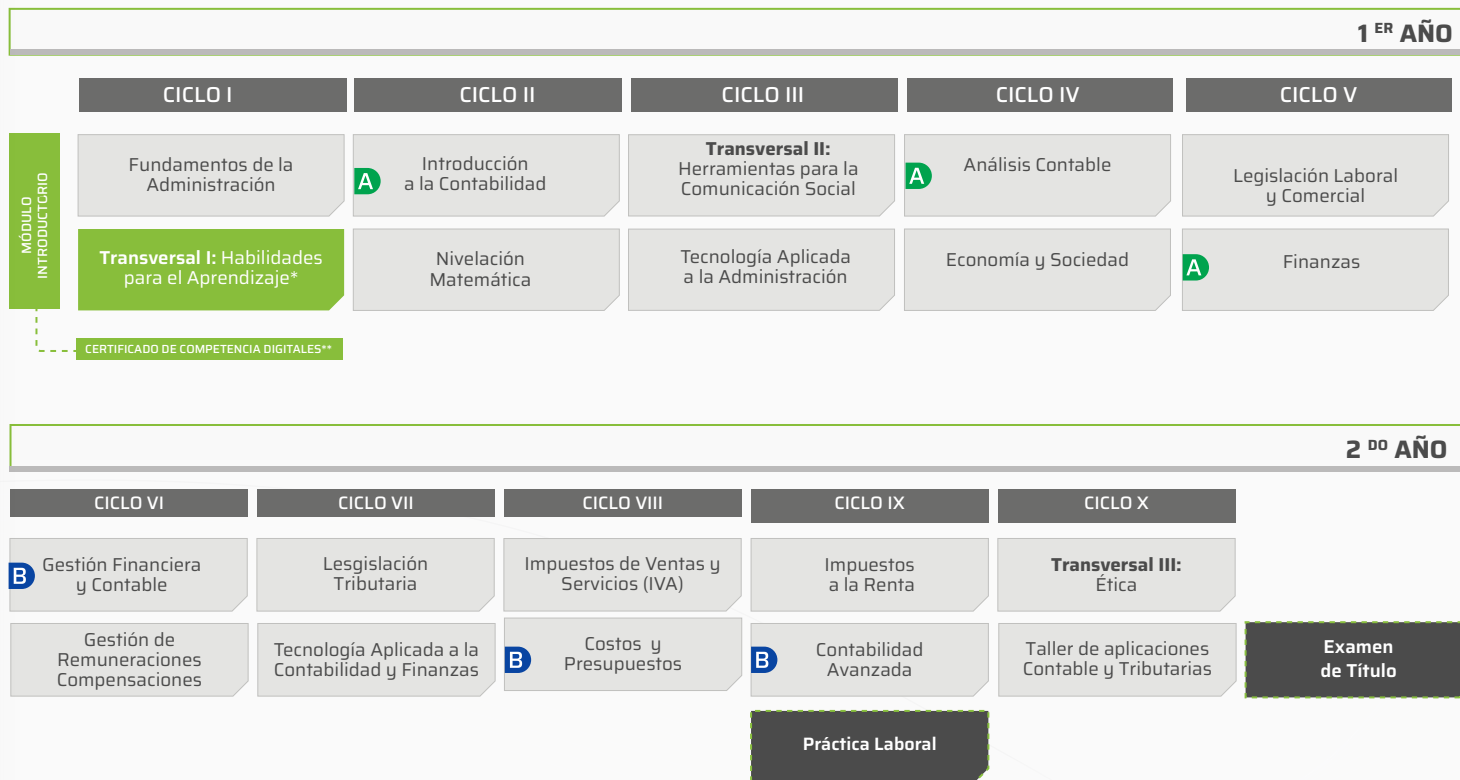 1 ER AÑO
CICLO I
CICLO II
CICLO III
CICLO IV
CICLO V
MÓDULO
INTRODUCTORIO
Fundamentos de la
Administración
A
Introducción
a la Contabilidad
Transversal II:
Herramientas para la
Comunicación Social
A
Análisis Contable
Legislación Laboral
y Comercial
Transversal I: Habilidades
para el Aprendizaje*
Nivelación
Matemática
Tecnología Aplicada
a la Administración
Economía y Sociedad
A
Finanzas
CERTIFICADO DE COMPETENCIA DIGITALES**
2 DO AÑO
CICLO VI
CICLO VII
CICLO VIII
CICLO IX
CICLO X
B
Gestión Financiera
y Contable
Lesgislación
Tributaria
Impuestos de Ventas y
Servicios (IVA)
Impuestos
a la Renta
Transversal III:
Ética
Gestión de
Remuneraciones
Compensaciones
Tecnología Aplicada a la
Contabilidad y Finanzas
B
Costos y
Presupuestos
B
Contabilidad
Avanzada
Taller de aplicaciones
Contable y Tributarias
Examen
de Título
Práctica Laboral